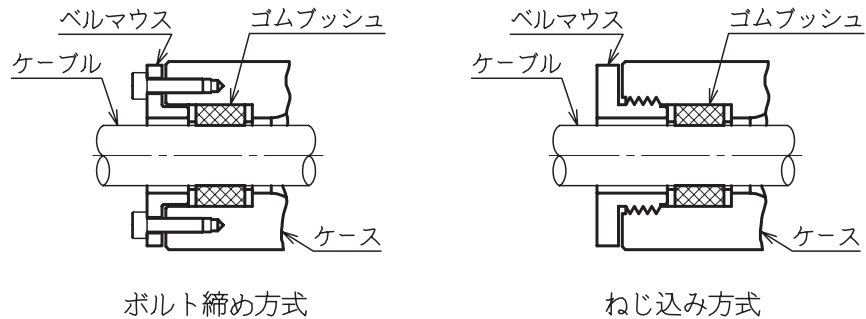 ベルマウス
ゴムブッシュ
ケーブル
ケース
ボルト締め方式
ベルマウス
ゴムブッシュ
ケーブル
ケース
ねじ込み方式